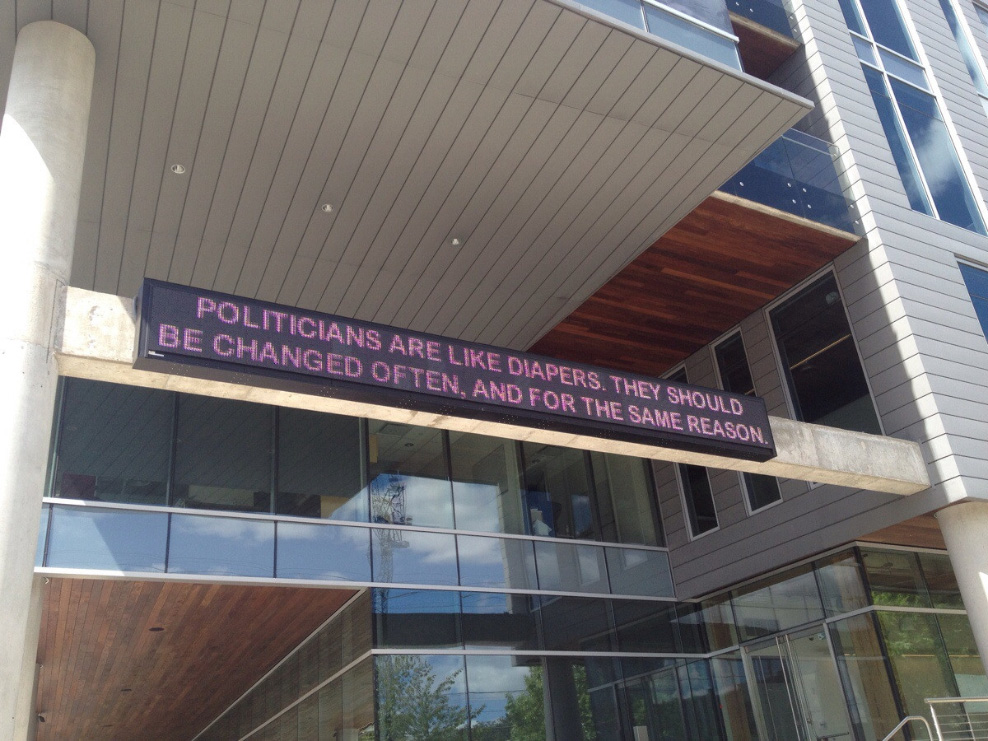 POLITICIANS ARE LIKE DIAPERS. THEY SHOULD
BE CHANGED OFTEN, AND FOR THE SAME REASON.